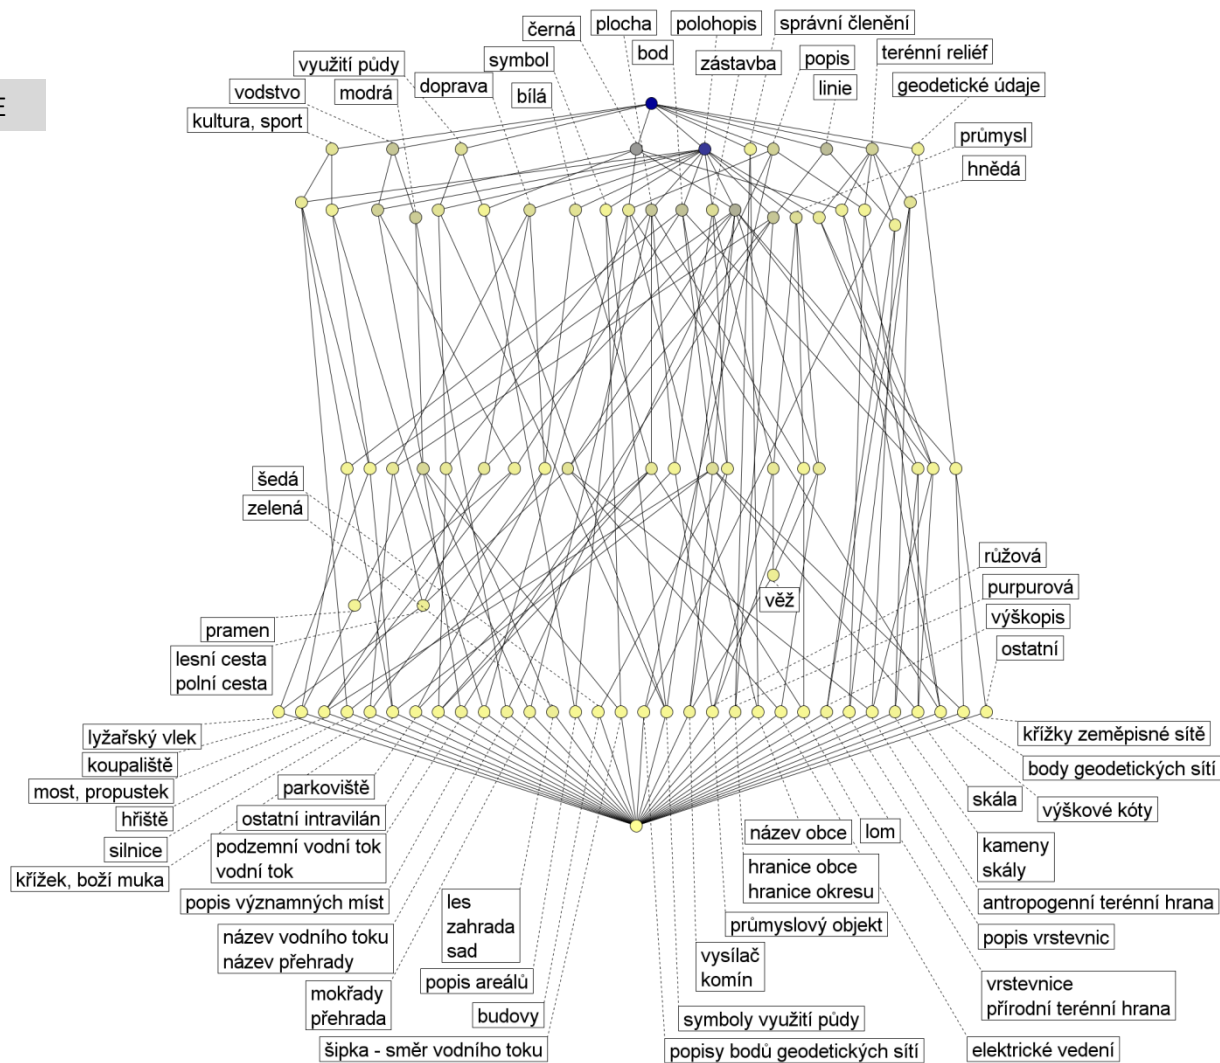 E
černá
plocha
polohopis
správní členění
využití půdy
symbol
bod
zástavba
popis
terénní reliéf
vodstvo
modrá
doprava
bílá
linie
geodetické údaje
kultura, sport
průmysl
hnědá
šedá
zelená
růžová
purpurová
věž
výškopis
pramen
ostatní
lesní cesta
polní cesta
lyžařský vlek
koupaliště
most, propustek
hřiště
silnice
křížek, boží muka
parkoviště
ostatní intravilán
podzemní vodní tok
vodní tok
popis významných míst
název vodního toku
název přehrady
mokřady
přehrada
šipka - směr vodního toku
les
zahrada
sad
popis areálů
budovy
křížky zeměpisné sítě
body geodetických sítí
výškové kóty
skála
název obce
lom
kameny
skály
hranice obce
hranice okresu
antropogenní terénní hrana
průmyslový objekt
popis vrstevnic
vysílač
komín
vrstevnice
přírodní terénní hrana
symboly využití půdy
popisy bodů geodetických sítí
elektrické vedení